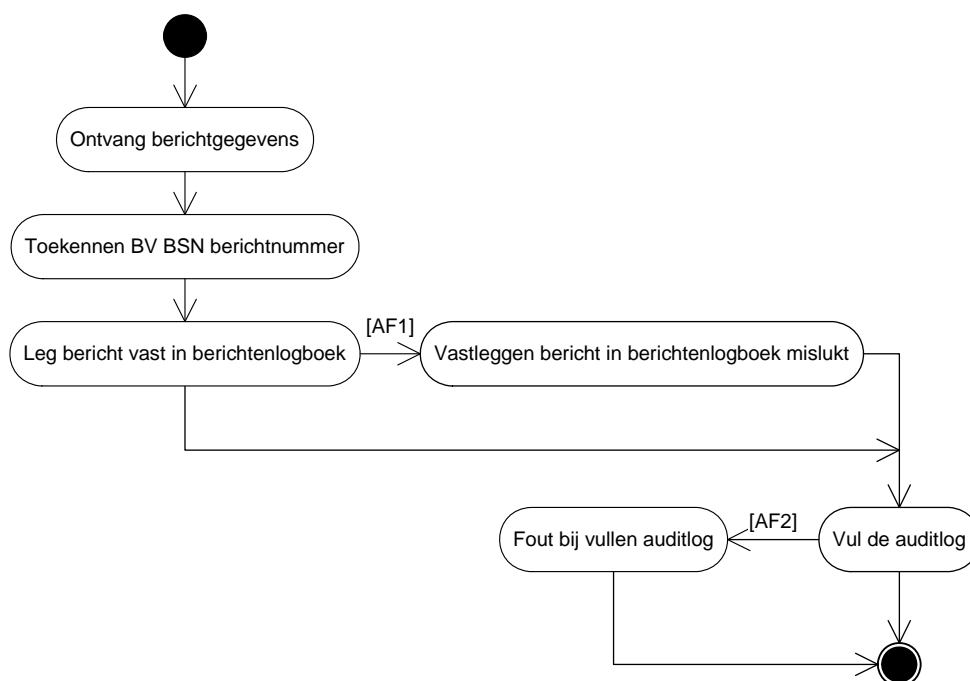 Ontvang berichtgegevens
Toekennen BV BSN berichtnummer
Leg bericht vast in berichtenlogboek
[AF1]
Vastleggen bericht in berichtenlogboek mislukt
Fout bij vullen auditlog
[AF2]
Vul de auditlog